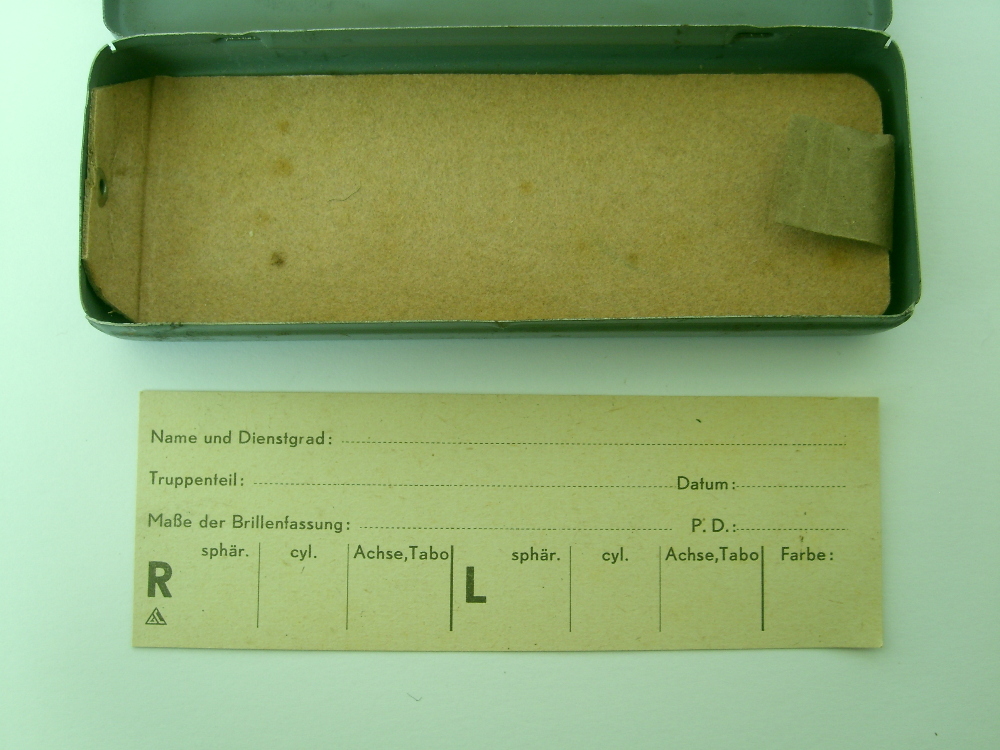 Name und Dienstgrad:
Truppenteil: Datum:
Maße der Brillenfassung: P. D.:
R sphär. cyl. Achse,Tabo L sphär. cyl. Achse,Tabo Farbe: